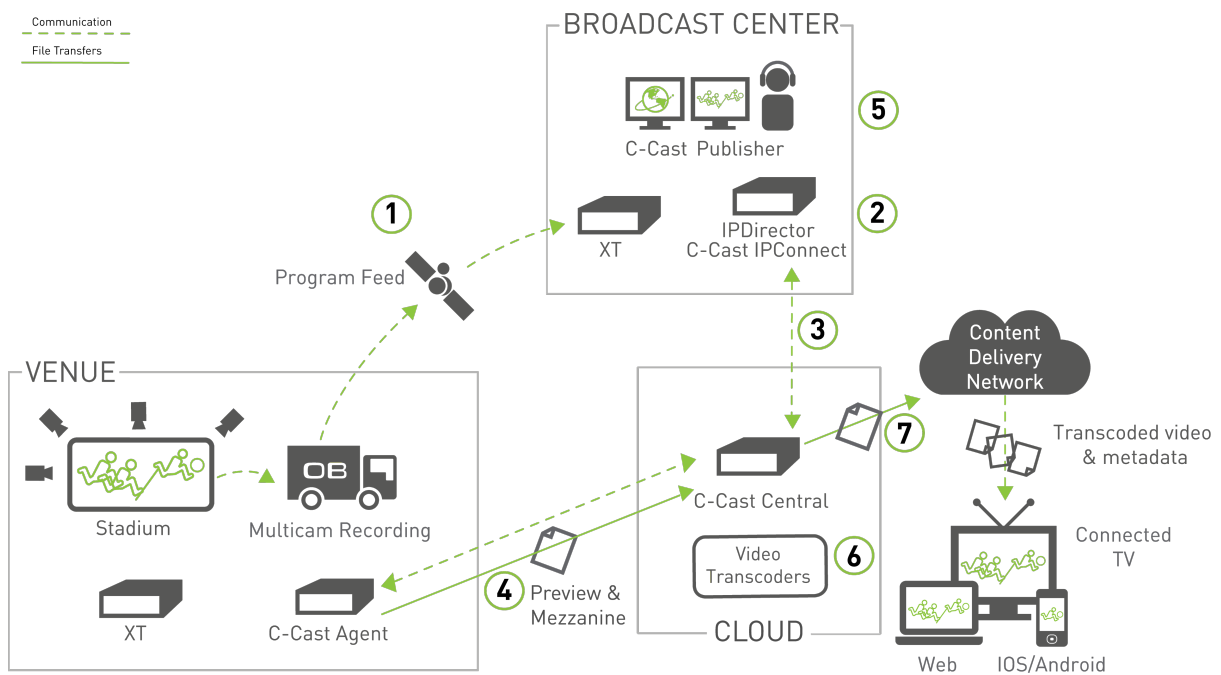 Communication
File Transfers
BROADCAST CENTER
C-Cast Publisher
5
1
2
XT
IPDirector
C-Cast IPConnect
Program Feed
3
Content
Delivery
Network
VENUE
7
Transcoded video
& metadata
OB
C-Cast Central
Stadium
Multicam Recording
Connected
TV
Video
Transcoders
6
4
Preview &
Mezzanine
XT
C-Cast Agent
CLOUD
Web
IOS/Android